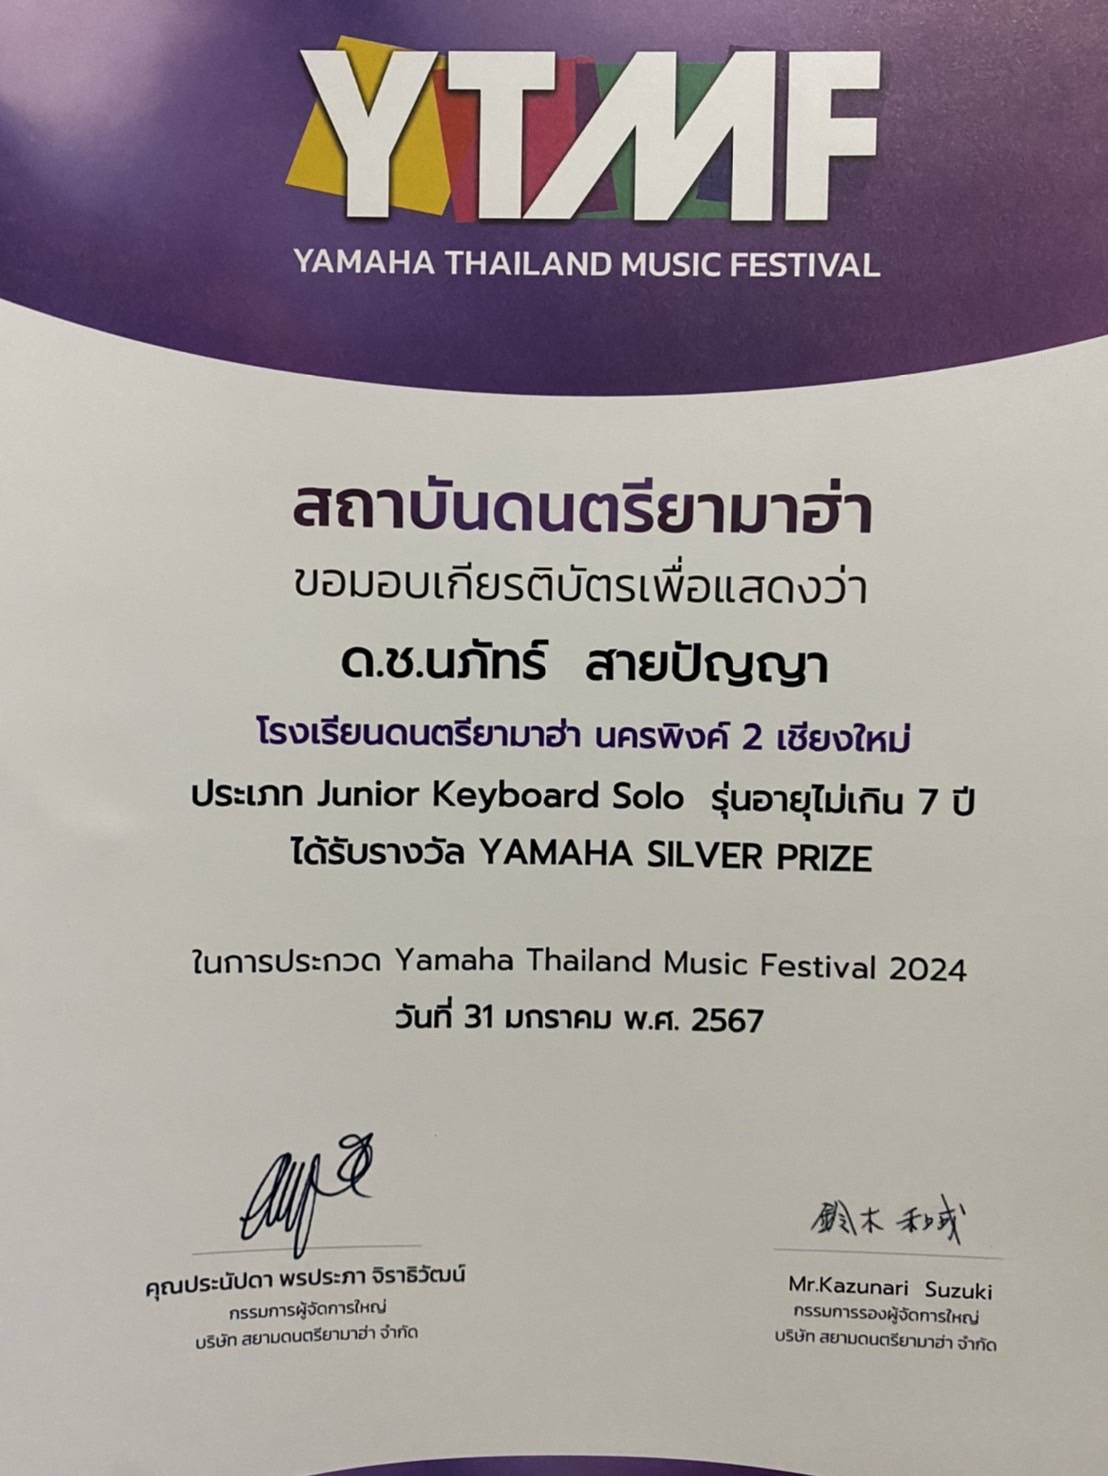 YTMF
YAMAHA THAILAND MUSIC FESTIVAL
สถาบันดนตรียามาฮ่า
ขอมอบเกียรติบัตรเพื่อแสดงว่า
ด.ช.นภัทร์ สายปัญญา
โรงเรียนดนตรียามาฮ่า นครพิงค์ 2 เชียงใหม่
ประเภท Junior Keyboard Solo รุ่นอายุไม่เกิน 7 ปี
ได้รับรางวัล YAMAHA SILVER PRIZE
ในการประกวด Yamaha Thailand Music Festival 2024
วันที่ 31 มกราคม พ.ศ. 2567
鈴木 和成
คุณประนัปดา พรประภา จิราธิวัฒน์
กรรมการผู้จัดการใหญ่
บริษัท สยามดนตรียามาฮ่า จำกัด
Mr.Kazunari Suzuki
กรรมการรองผู้จัดการใหญ่
บริษัท สยามดนตรียามาฮ่า จำกัด